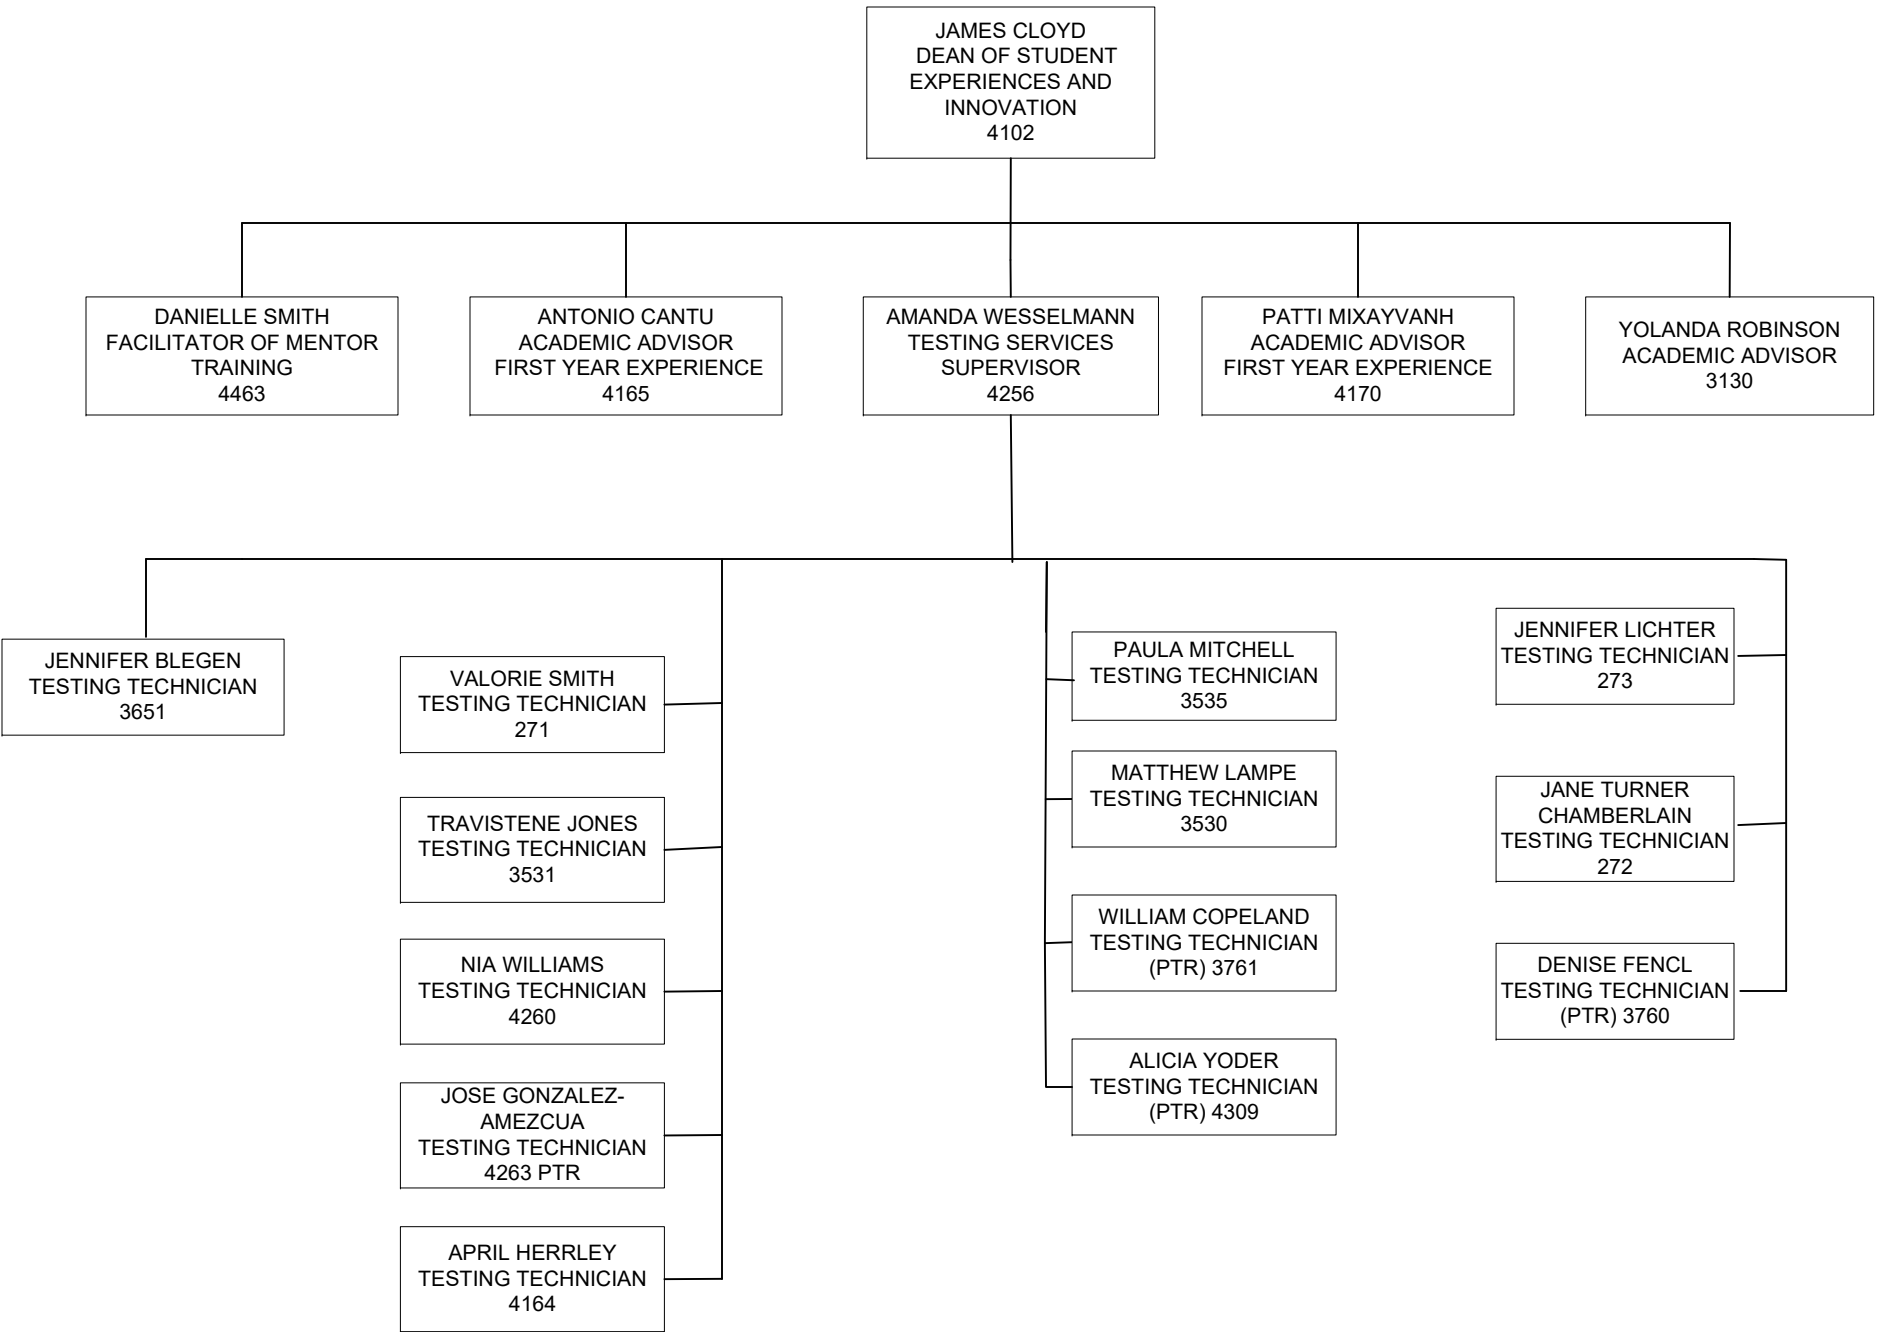 JAMES CLOYD
DEAN OF STUDENT
EXPERIENCES AND
INNOVATION
4102
DANIELLE SMITH
FACILITATOR OF MENTOR
TRAINING
4463
ANTONIO CANTU
ACADEMIC ADVISOR
FIRST YEAR EXPERIENCE
4165
AMANDA WESSELMANN
TESTING SERVICES
SUPERVISOR
4256
PATTI MIXAYVANH
ACADEMIC ADVISOR
FIRST YEAR EXPERIENCE
4170
YOLANDA ROBINSON
ACADEMIC ADVISOR
3130
JENNIFER BLEGEN
TESTING TECHNICIAN
3651
VALORIE SMITH
TESTING TECHNICIAN
271
TRAVISTENE JONES
TESTING TECHNICIAN
3531
NIA WILLIAMS
TESTING TECHNICIAN
4260
JOSE GONZALEZ-
AMEZCUA
TESTING TECHNICIAN
4263 PTR
APRIL HERRLEY
TESTING TECHNICIAN
4164
PAULA MITCHELL
TESTING TECHNICIAN
3535
MATTHEW LAMPE
TESTING TECHNICIAN
3530
WILLIAM COPELAND
TESTING TECHNICIAN
(PTR) 3761
ALICIA YODER
TESTING TECHNICIAN
(PTR) 4309
JENNIFER LICHTER
TESTING TECHNICIAN
273
JANE TURNER
CHAMBERLAIN
TESTING TECHNICIAN
272
DENISE FENCL
TESTING TECHNICIAN
(PTR) 3760